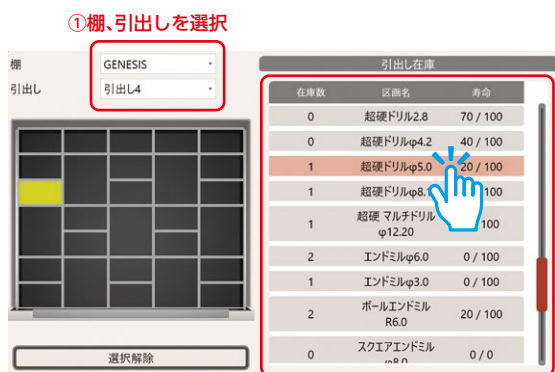 ①棚、引出しを選択
棚 GENESIS
引出し 引出し4
選択解除
引出し在庫
在庫数 区画名 寿命
0 超硬ドリル2.8 70 / 100
0 超硬ドリルφ4.2 40 / 100
1 超硬ドリルφ5.0 20 / 100
1 超硬ドリルφ8. 100
1 超硬 マルチドリル 100
φ12.20
2 エンドミルφ6.0 0 / 100
1 エンドミルφ3.0 0 / 100
2 ボールエンドミル 20 / 100
R6.0
0 スクエアエンドミル 0 / 0
φ8.0